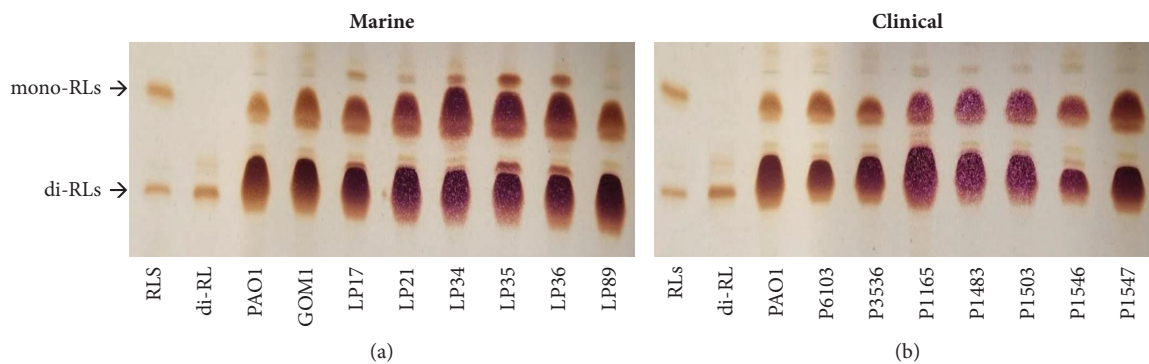 Marine
Clinical
mono-RLs →
di-RLs →
RLS
di-RL
PAO1
GOM1
LP17
LP21
LP34
LP35
LP36
LP89
RLs
di-RL
PAO1
P6103
P3536
P1165
P1483
P1503
P1546
P1547
(a)
(b)